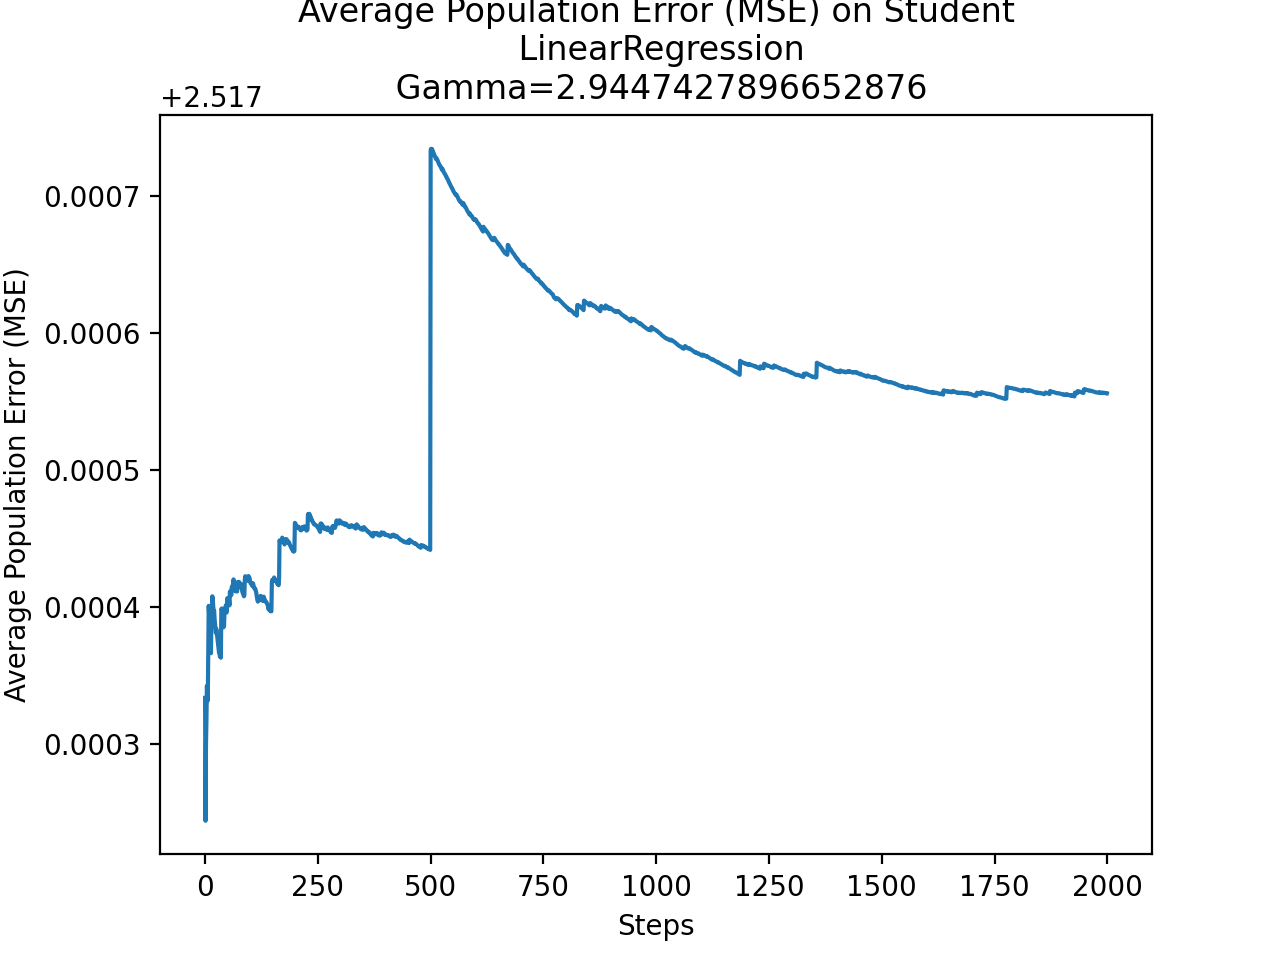 Average Population Error (MSE) on Student
LinearRegression
Gamma=2.9447427896652876
+2.517
0.0007
0.0006
0.0005
0.0004
0.0003
Average Population Error (MSE)
0 250 500 750 1000 1250 1500 1750 2000
Steps